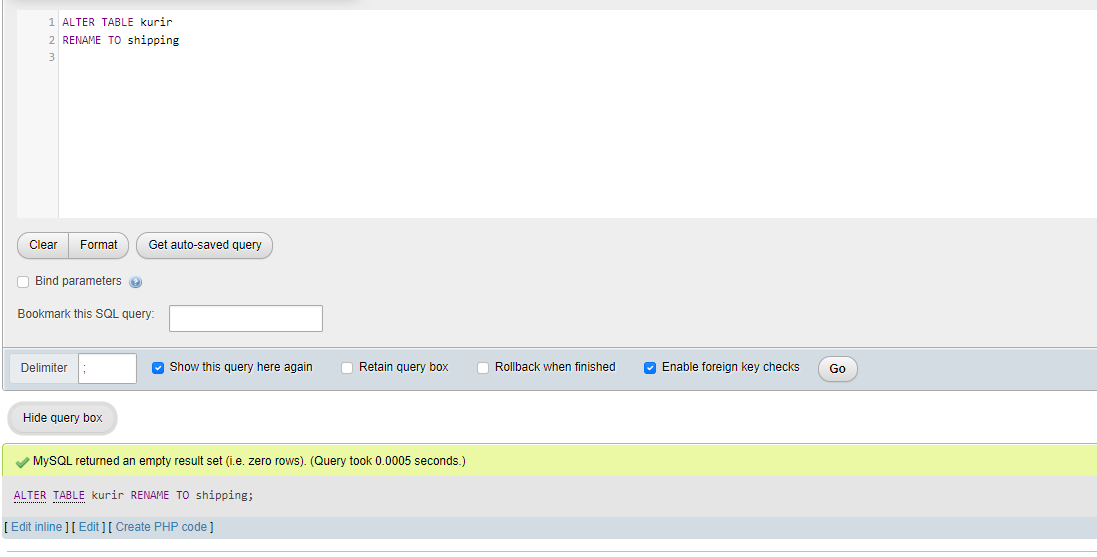 1 ALTER TABLE kurir
2 RENAME TO shipping
3
Clear Format Get auto-saved query
Bind parameters
Bookmark this SQL query:
Delimiter ; Show this query here again Retain query box Rollback when finished Enable foreign key checks Go
Hide query box
MySQL returned an empty result set (i.e. zero rows). (Query took 0.0005 seconds.)
ALTER TABLE kurir RENAME TO shipping;
[ Edit inline ] [ Edit ] [ Create PHP code ]